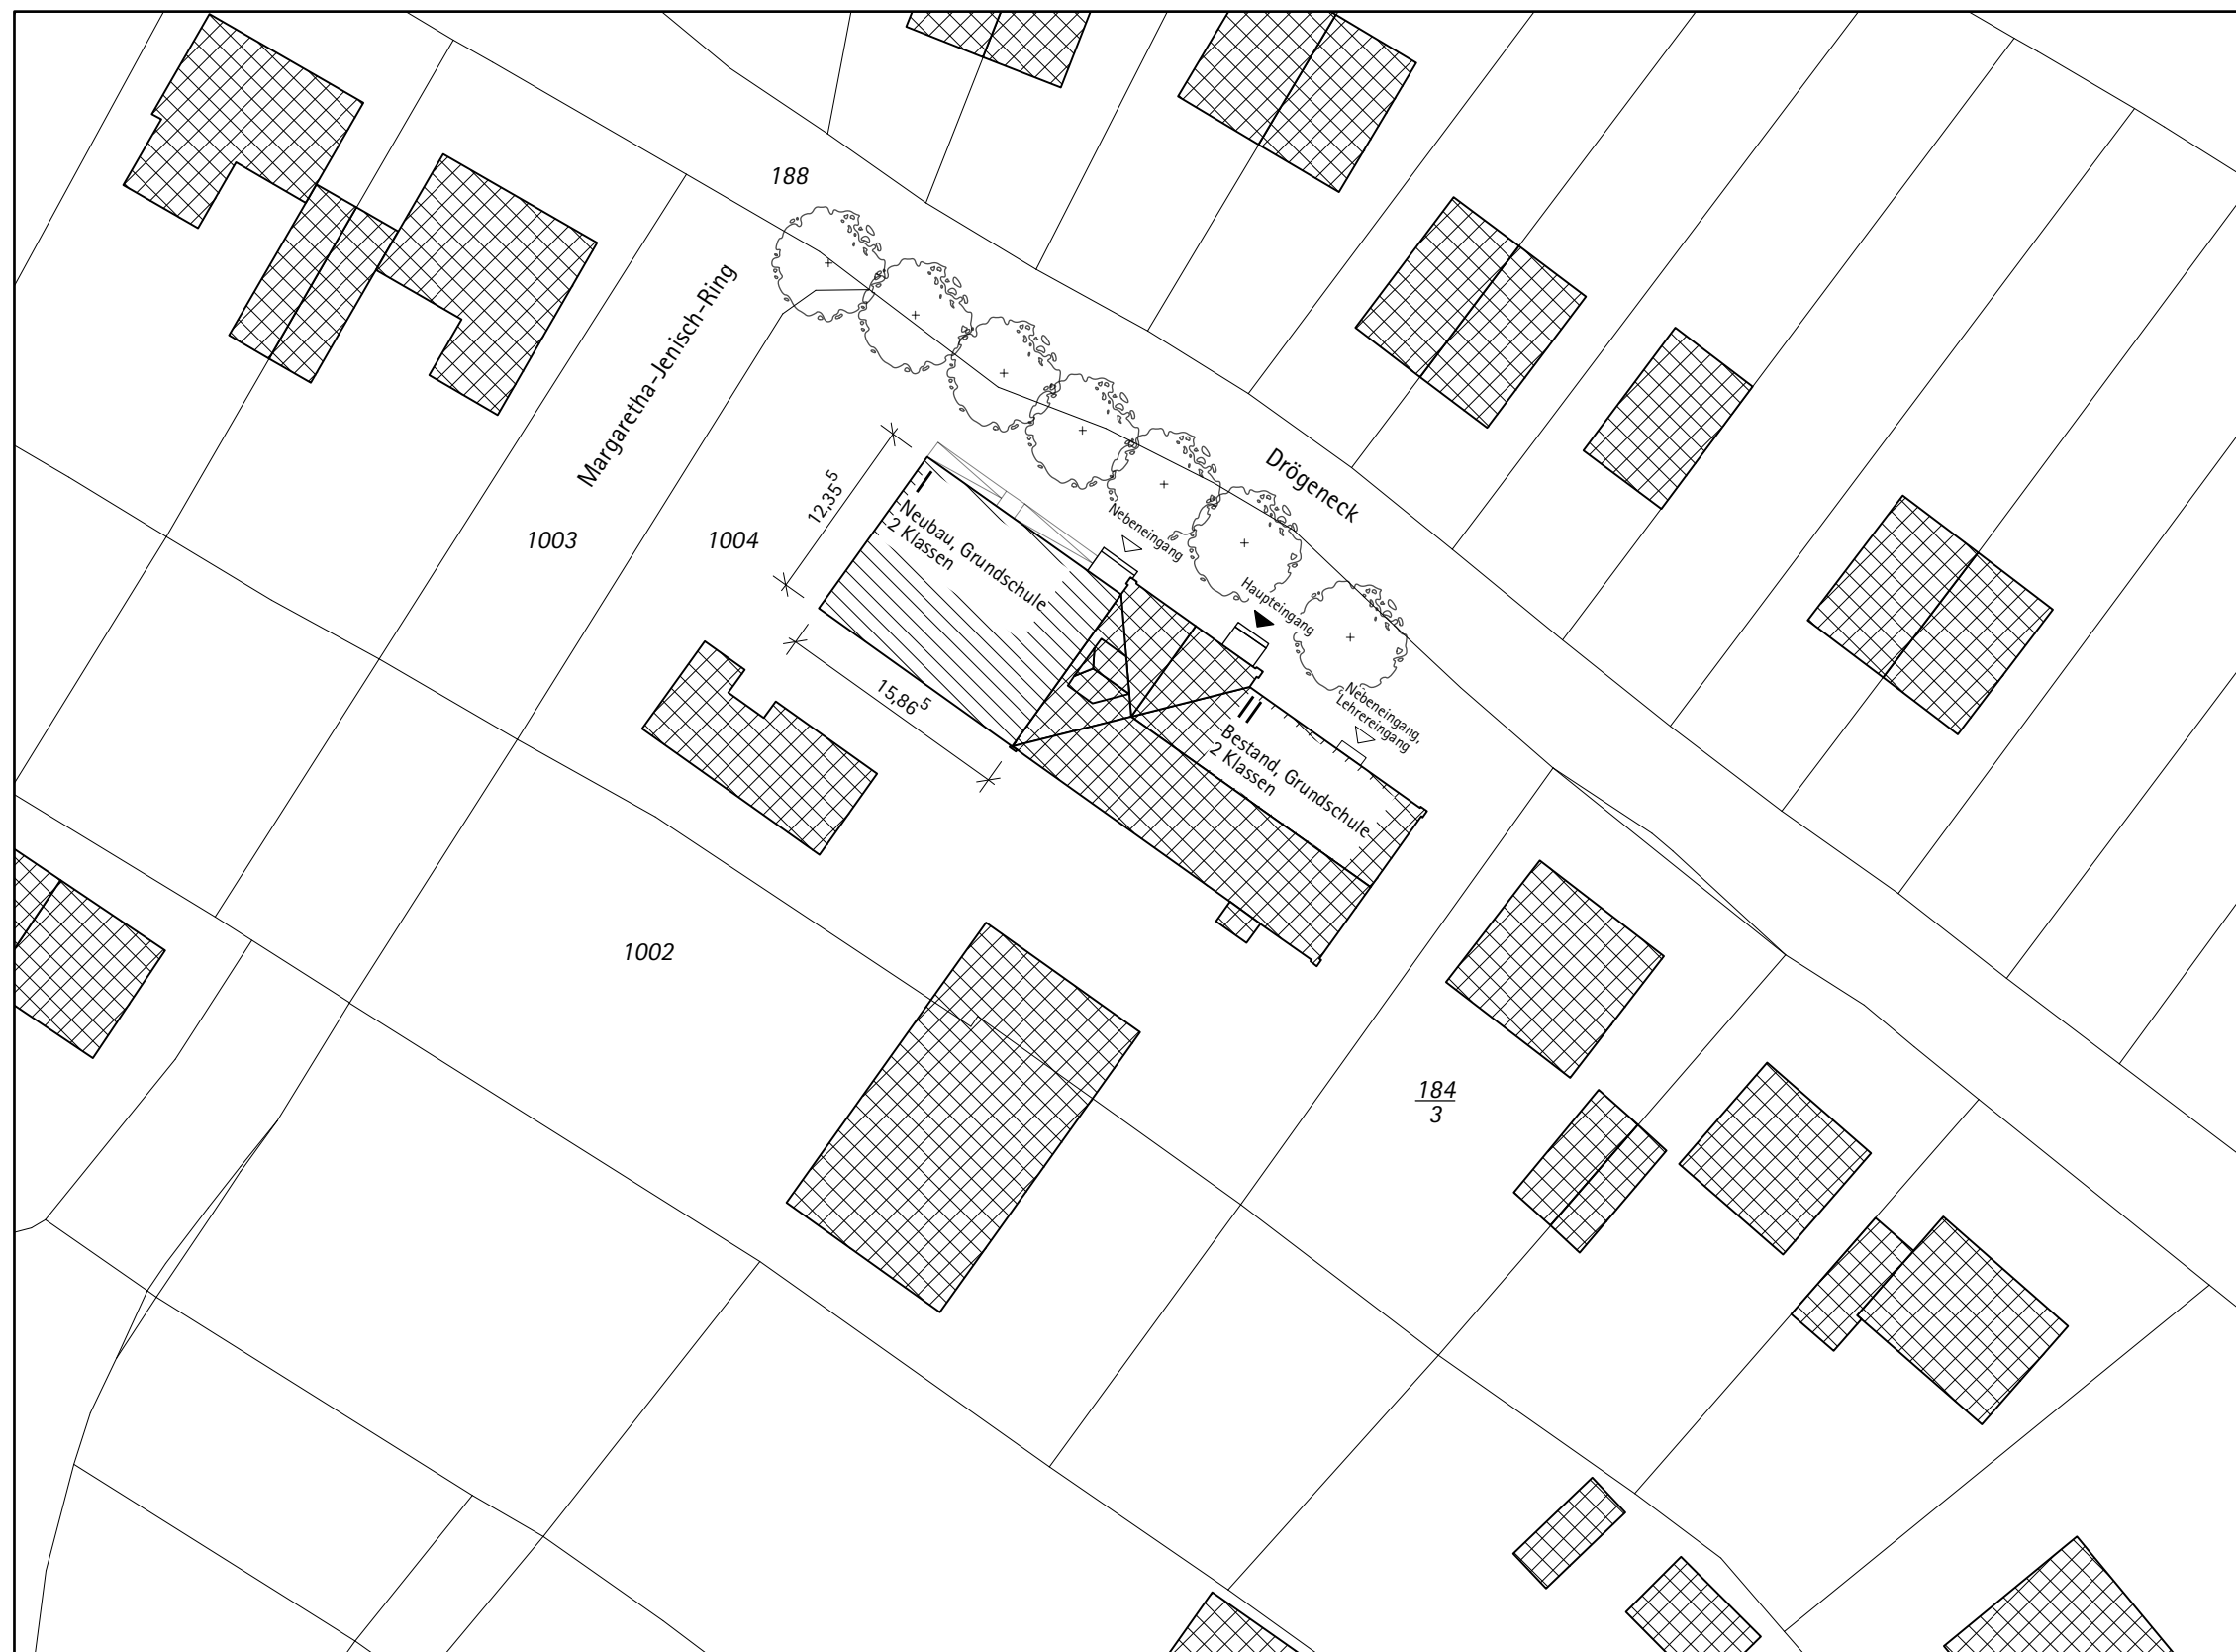 188
Margaretha-Jenisch-Ring
Drögeneck
12,35⁵
I
Neubau, Grundschule
2 Klassen
Nebeneingang
1003
1004
Haupteingang
15,86⁵
Nebeneingang,
Lehrereingang
II
Bestand, Grundschule
2 Klassen
1002
184
3